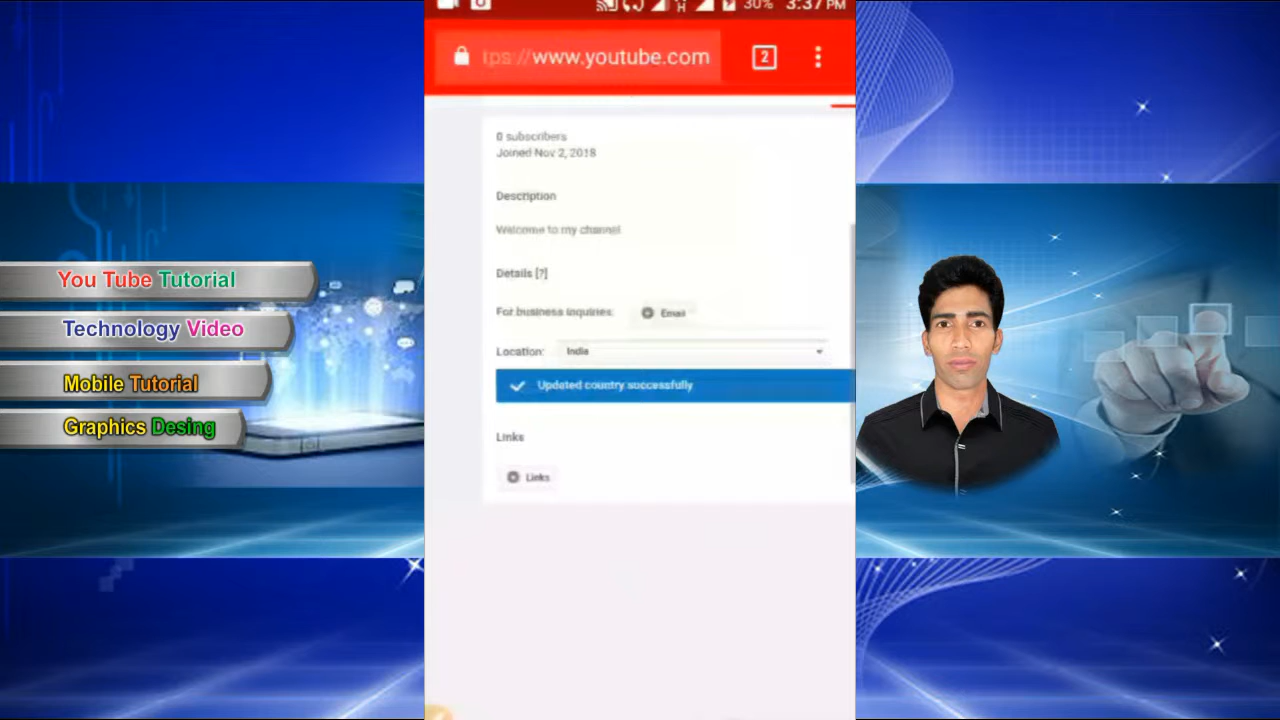 30% 3:37 PM
tps://www.youtube.com
2
0 subscribers
Joined Nov 2, 2018
Description
Welcome to my channel
Details [?]
For business inquiries: Email
Location: India
Updated country successfully
Links
Links
You Tube Tutorial
Technology Video
Mobile Tutorial
Graphics Desing